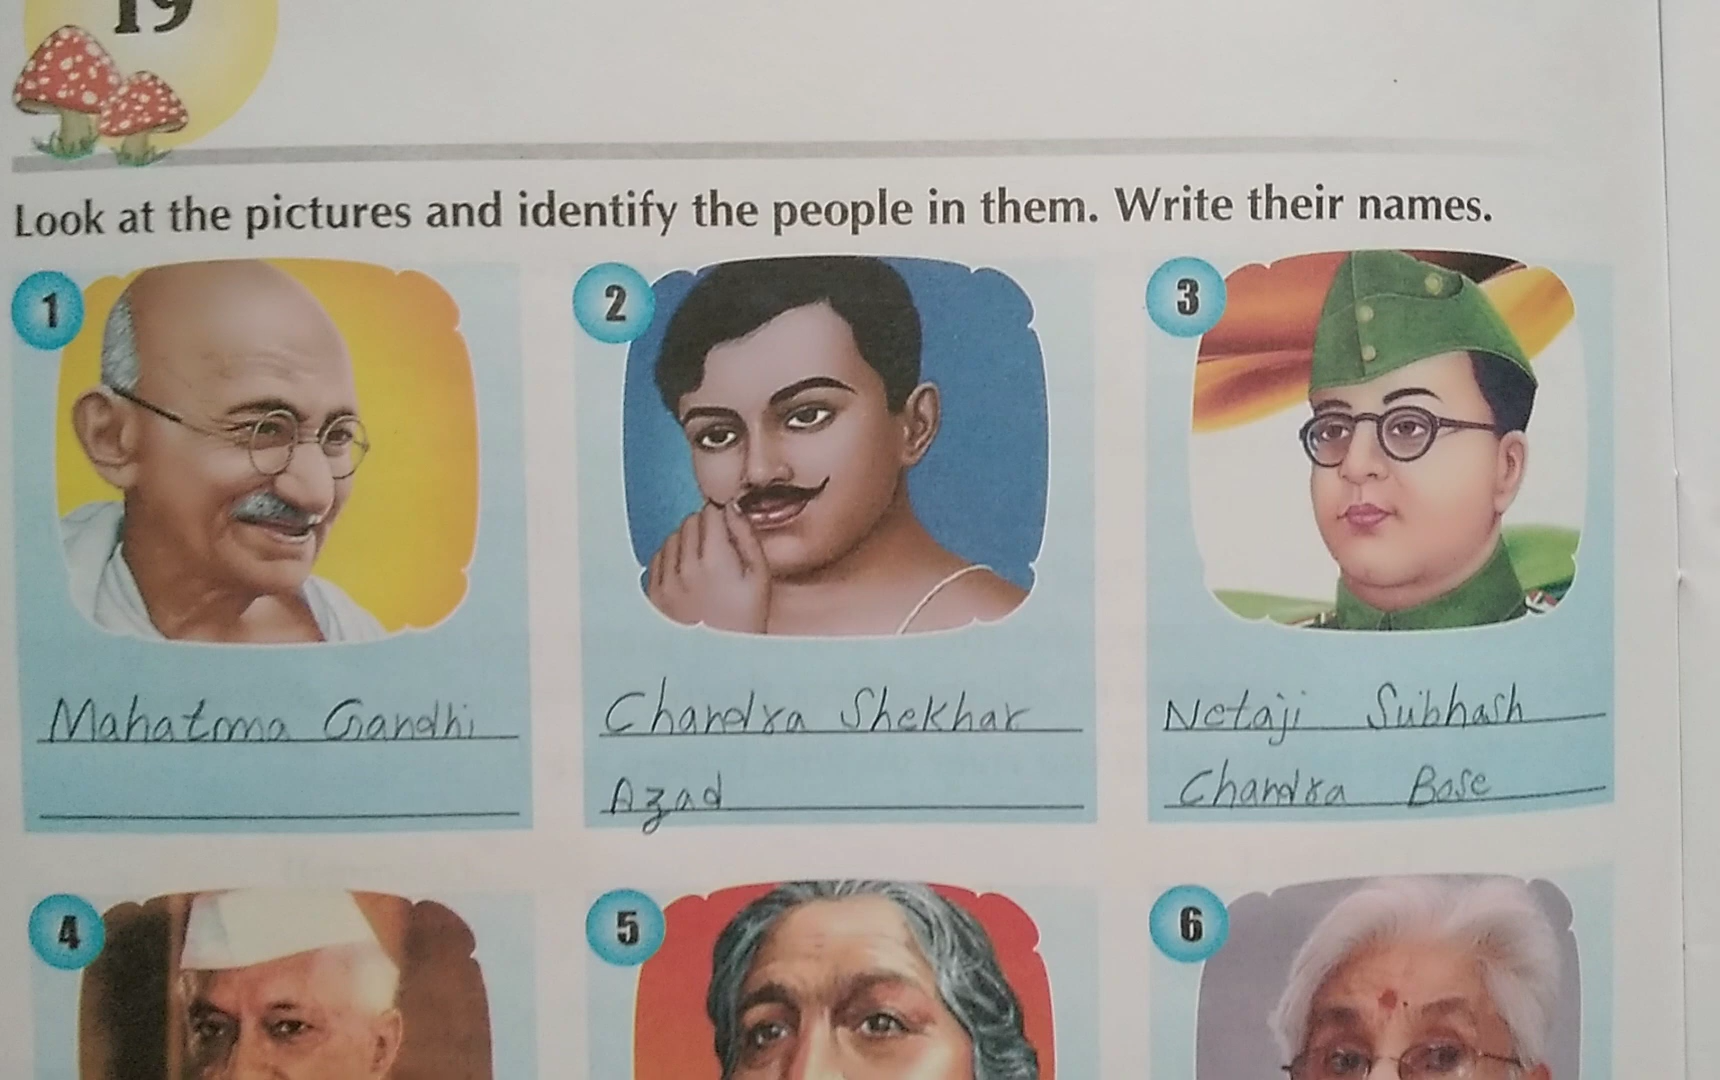 19
Look at the pictures and identify the people in them. Write their names.
1
2
3
Mahatma Gandhi
Chandra Shekhar
Azad
Netaji Subhash
Chandra Bose
4
5
6